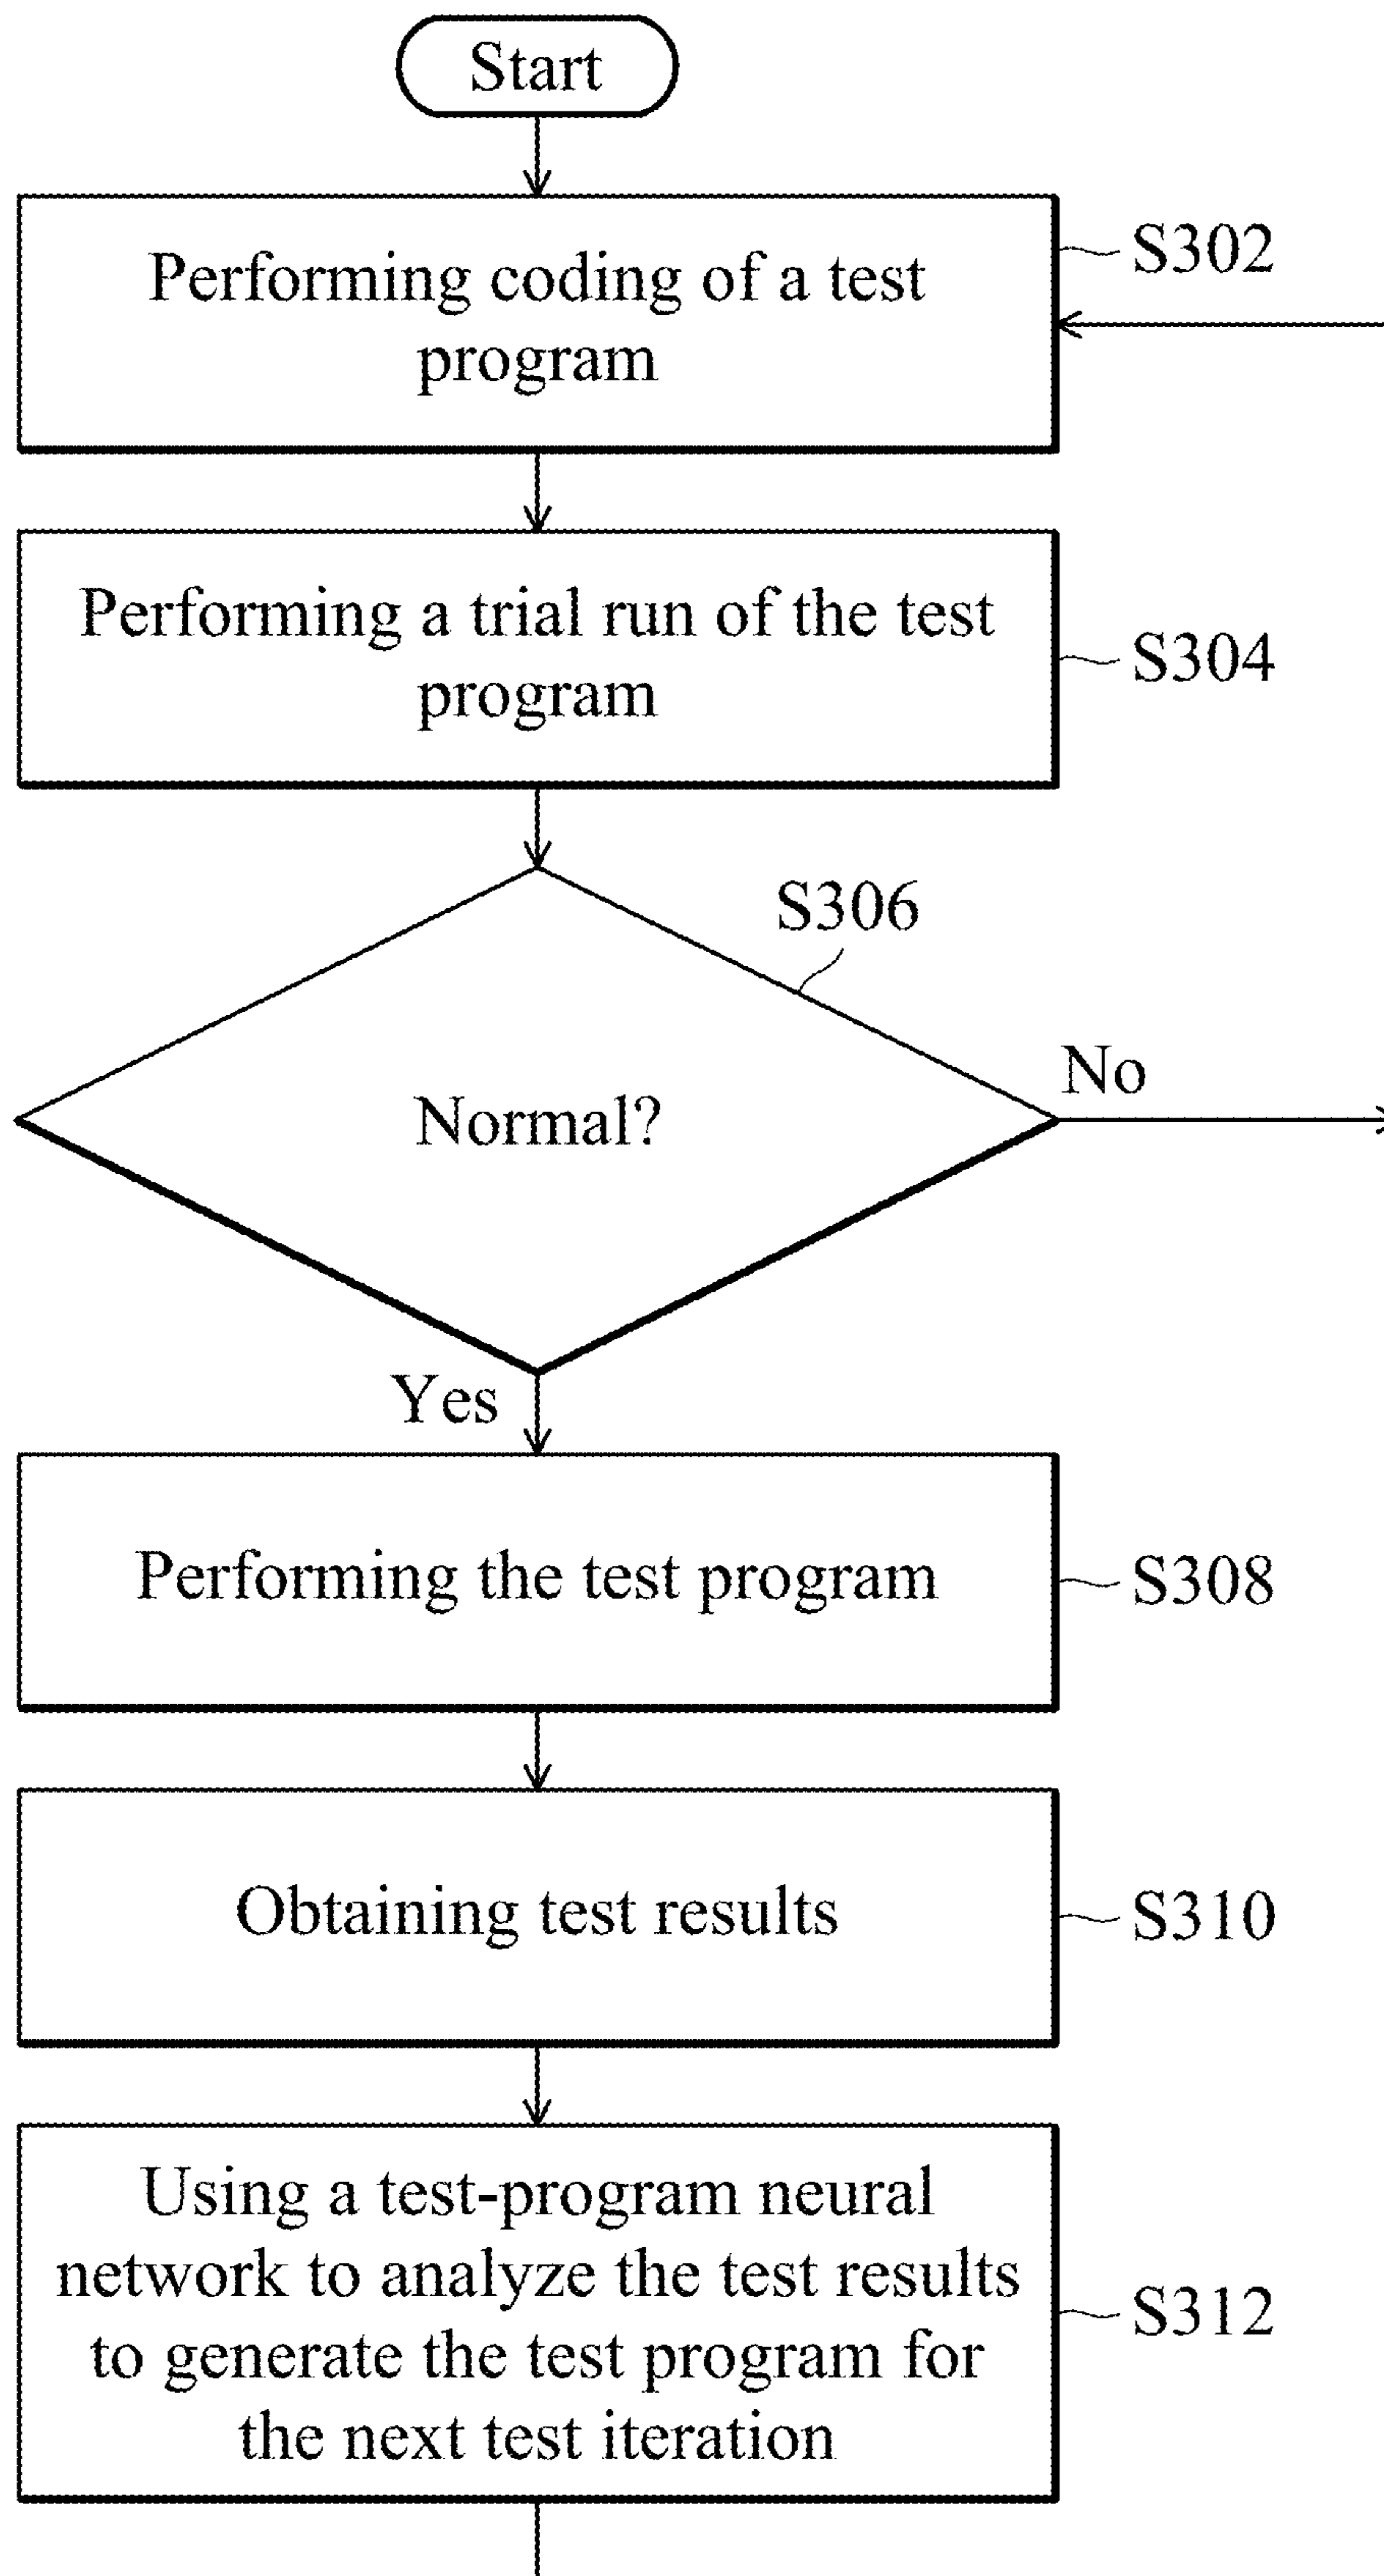 Start
Performing coding of a test
program
S302
Performing a trial run of the test
program
S304
S306
Normal?
No
Yes
Performing the test program
S308
Obtaining test results
S310
Using a test-program neural
network to analyze the test results
to generate the test program for
the next test iteration
S312